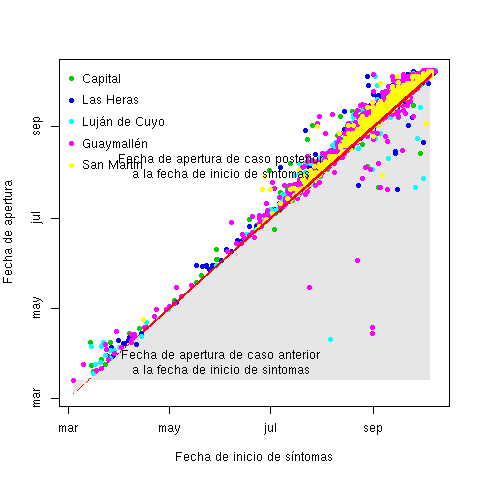 Capital
Las Heras
Luján de Cuyo
Guaymallén
San Martín
Fecha de apertura de caso posterior
a la fecha de inicio de síntomas
Fecha de apertura de caso anterior
a la fecha de inicio de sintomas
mar
may
jul
sep
mar
may
jul
sep
Fecha de inicio de síntomas
Fecha de apertura